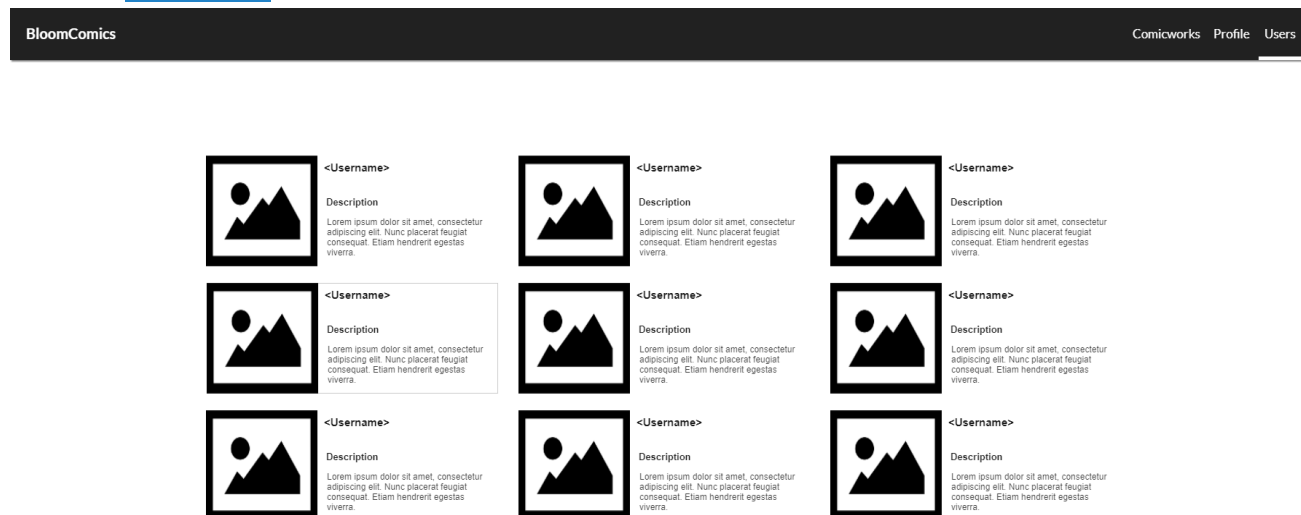 BloomComics
Comicworks Profile Users
<Username>
Description
Lorem ipsum dolor sit amet, consectetur
adipiscing elit. Nunc placerat feugiat
consequat. Etiam hendrerit egestas
viverra.
<Username>
Description
Lorem ipsum dolor sit amet, consectetur
adipiscing elit. Nunc placerat feugiat
consequat. Etiam hendrerit egestas
viverra.
<Username>
Description
Lorem ipsum dolor sit amet, consectetur
adipiscing elit. Nunc placerat feugiat
consequat. Etiam hendrerit egestas
viverra.
<Username>
Description
Lorem ipsum dolor sit amet, consectetur
adipiscing elit. Nunc placerat feugiat
consequat. Etiam hendrerit egestas
viverra.
<Username>
Description
Lorem ipsum dolor sit amet, consectetur
adipiscing elit. Nunc placerat feugiat
consequat. Etiam hendrerit egestas
viverra.
<Username>
Description
Lorem ipsum dolor sit amet, consectetur
adipiscing elit. Nunc placerat feugiat
consequat. Etiam hendrerit egestas
viverra.
<Username>
Description
Lorem ipsum dolor sit amet, consectetur
adipiscing elit. Nunc placerat feugiat
consequat. Etiam hendrerit egestas
viverra.
<Username>
Description
Lorem ipsum dolor sit amet, consectetur
adipiscing elit. Nunc placerat feugiat
consequat. Etiam hendrerit egestas
viverra.
<Username>
Description
Lorem ipsum dolor sit amet, consectetur
adipiscing elit. Nunc placerat feugiat
consequat. Etiam hendrerit egestas
viverra.